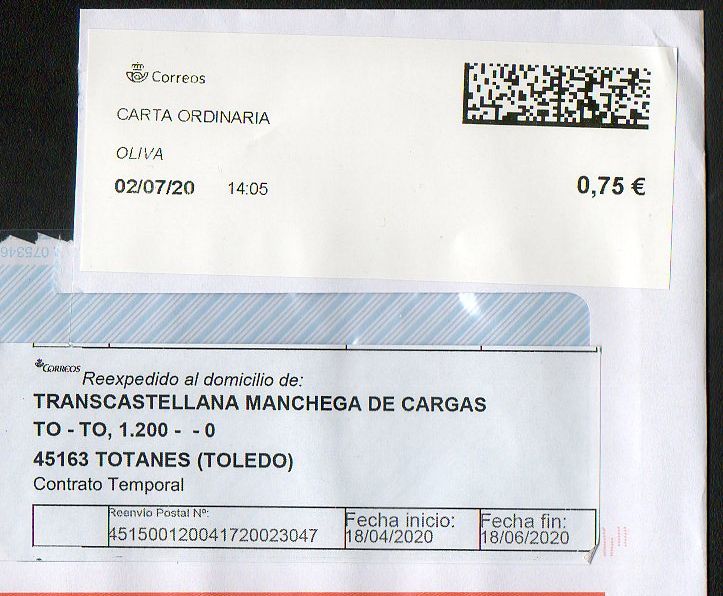 Correos
CARTA ORDINARIA
OLIVA
02/07/20 14:05
0,75 €
075346
CORREOS
Reexpedido al domicilio de:
TRANSCASTELLANA MANCHEGA DE CARGAS
TO - TO, 1.200 - - 0
45163 TOTANES (TOLEDO)
Contrato Temporal
Reenvio Postal Nº:
451500120041720023047
Fecha inicio:
18/04/2020
Fecha fin:
18/06/2020